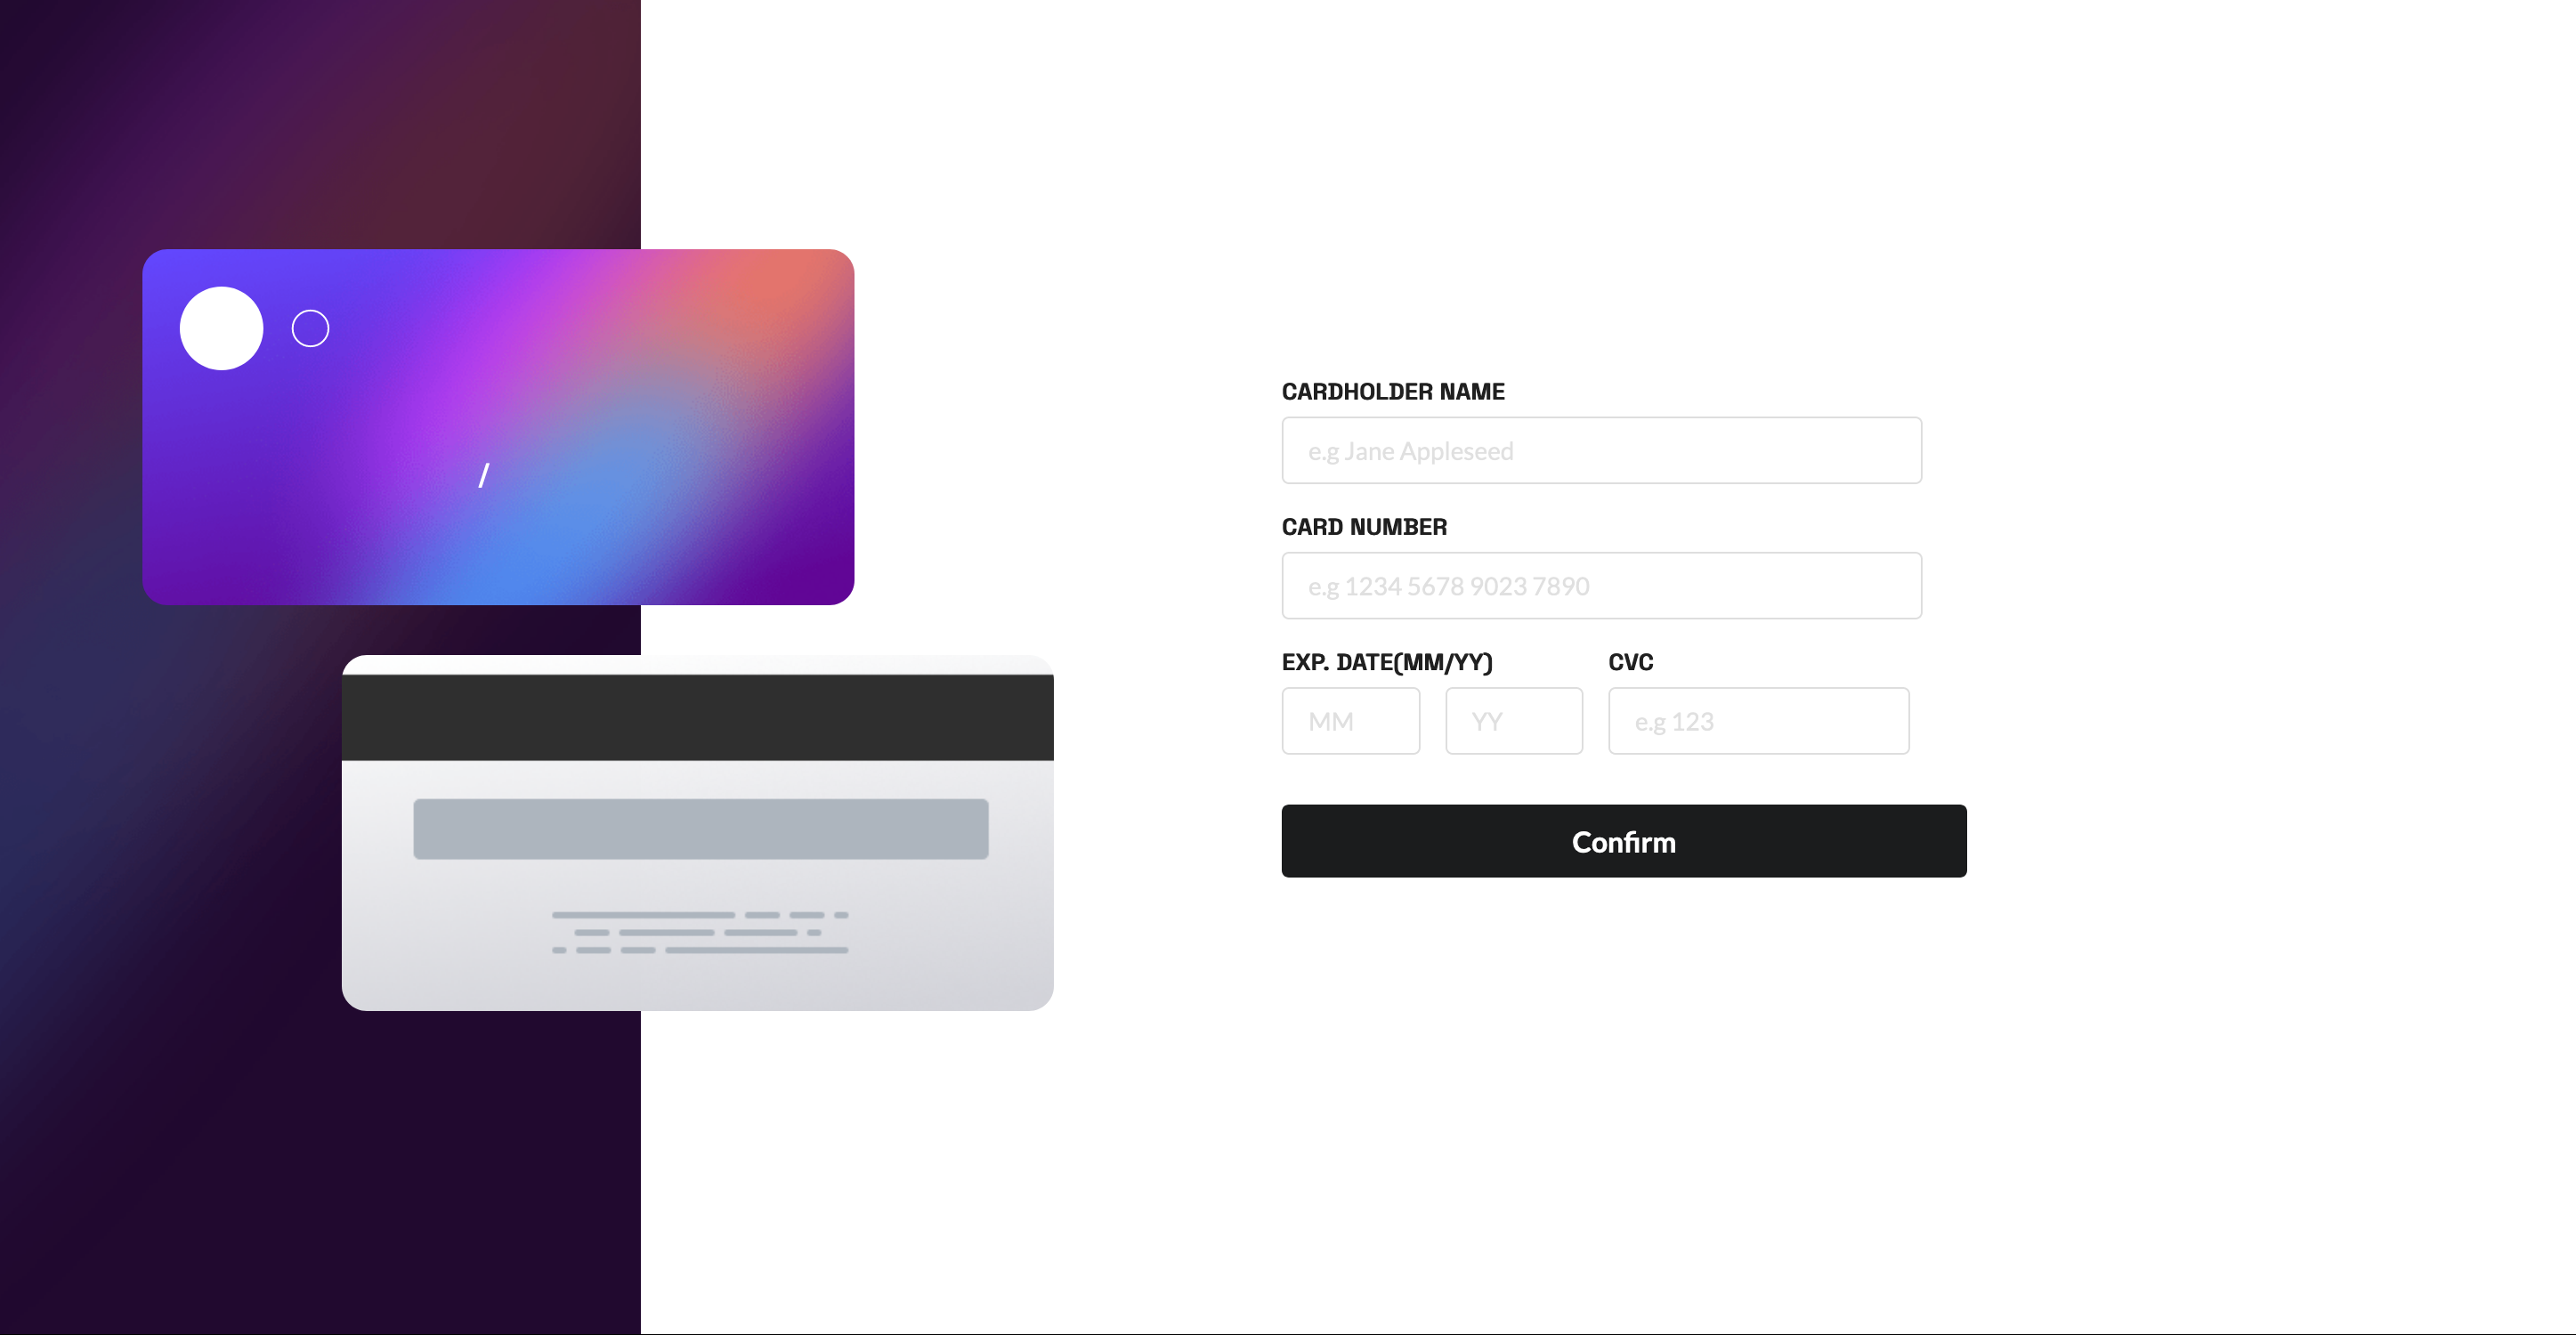 /
CARDHOLDER NAME
e.g Jane Appleseed
CARD NUMBER
e.g 1234 5678 9023 7890
EXP. DATE(MM/YY) CVC
MM YY e.g 123
Confirm